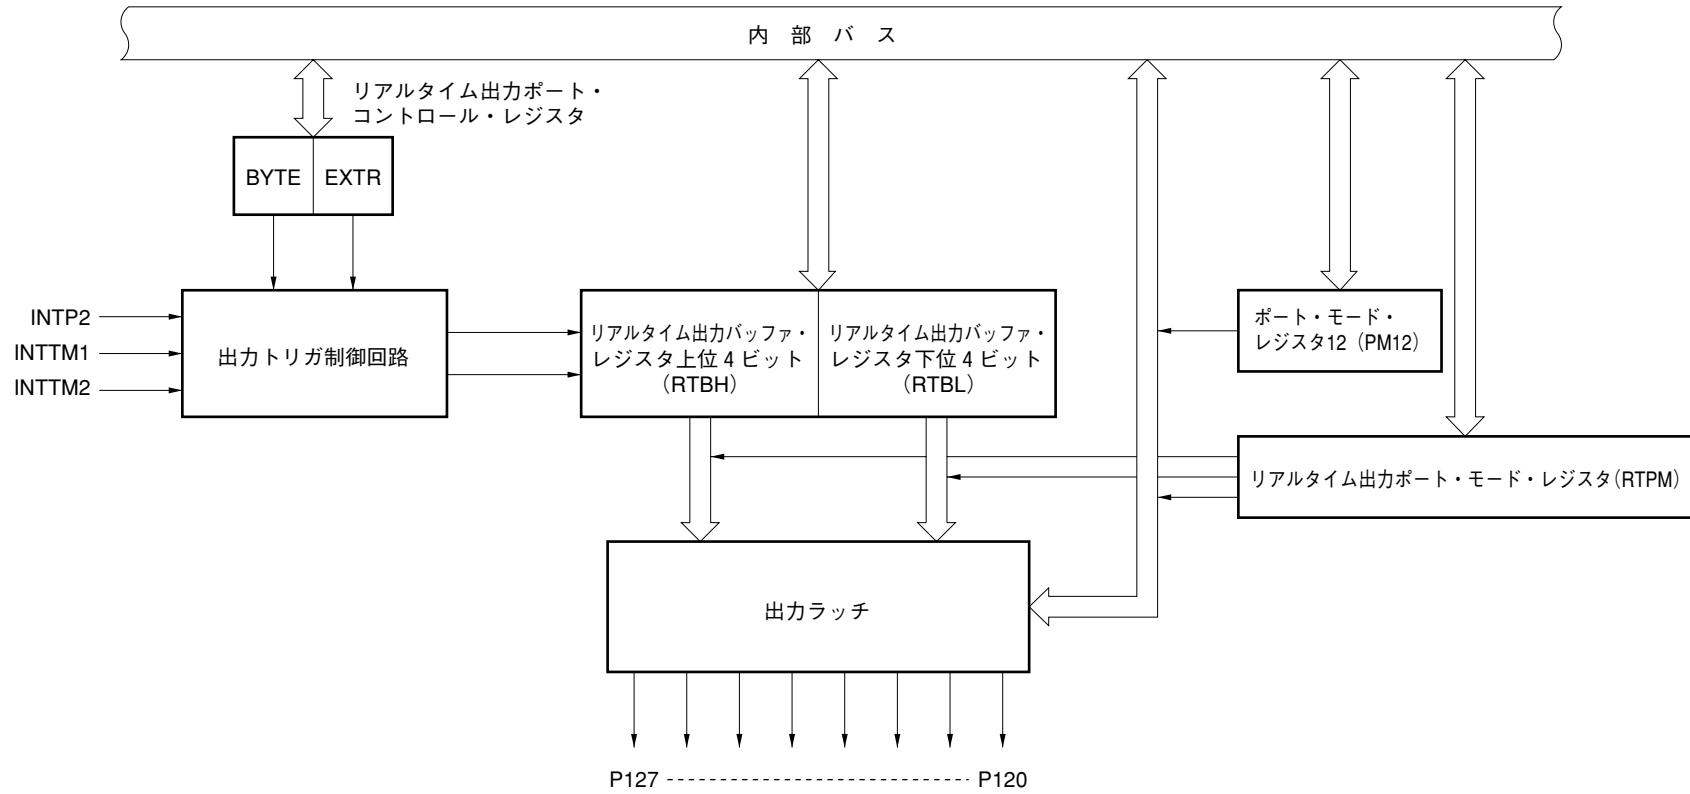 内 部 バ ス
リアルタイム出力ポート・
コントロール・レジスタ
BYTE
EXTR
INTP2
INTTM1
INTTM2
出力トリガ制御回路
リアルタイム出力バッファ・
レジスタ上位4ビット
（RTBH）
リアルタイム出力バッファ・
レジスタ下位4ビット
（RTBL）
ポート・モード・
レジスタ12（PM12）
リアルタイム出力ポート・モード・レジスタ（RTPM）
出力ラッチ
P127
P120